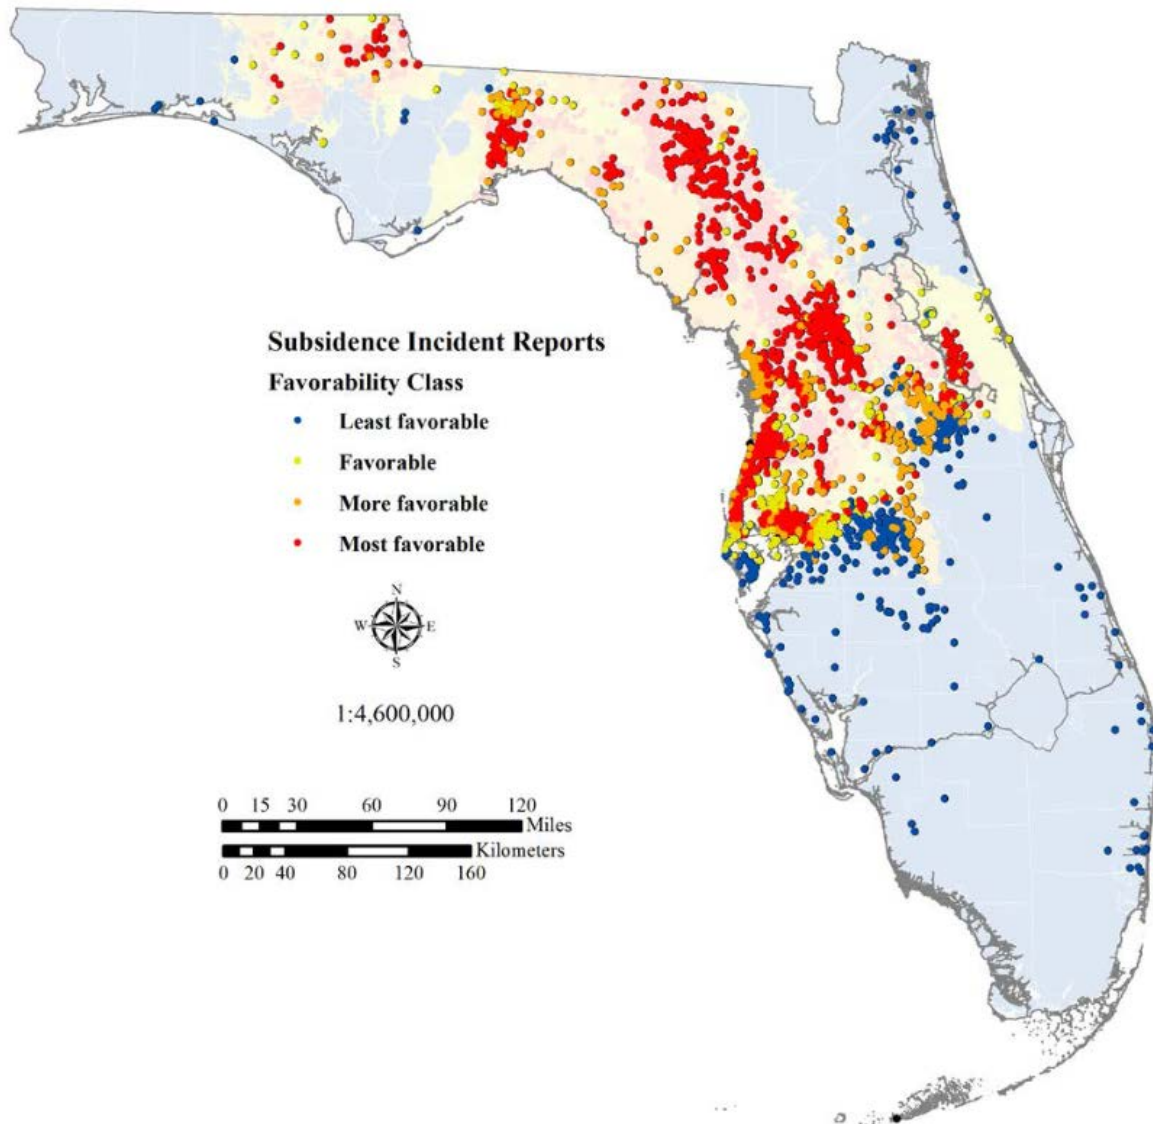 Subsidence Incident Reports
Favorability Class
Least favorable
Favorable
More favorable
Most favorable
N
W E
S
1:4,600,000
0 15 30 60 90 120
Miles
Kilometers
0 20 40 80 120 160